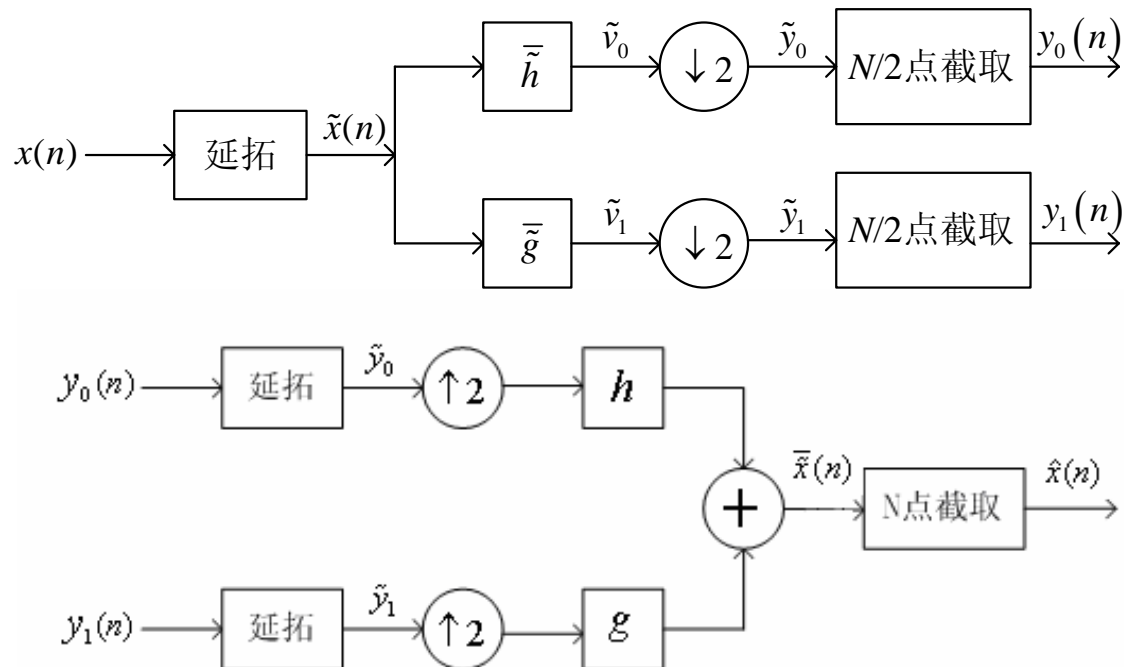 x(n)
延拓
x̃(n)
h̃̅
ṽ₀
↓2
ỹ₀
N/2点截取
y₀(n)
g̃̅
ṽ₁
↓2
ỹ₁
N/2点截取
y₁(n)
y₀(n)
延拓
ỹ₀
↑2
h
+
x̃̅(n)
N点截取
x̂(n)
y₁(n)
延拓
ỹ₁
↑2
g